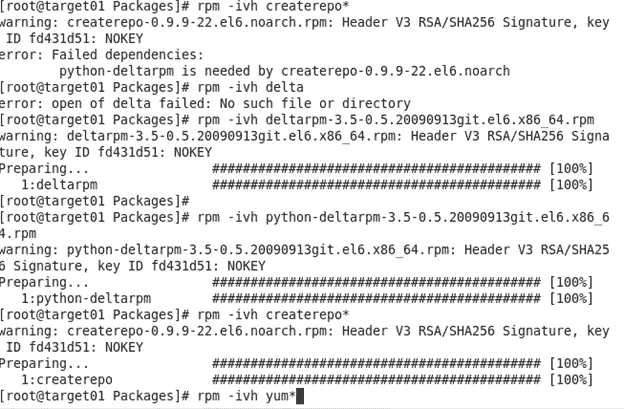 [root@target01 Packages]# rpm -ivh createrepo*
warning: createrepo-0.9.9-22.el6.noarch.rpm: Header V3 RSA/SHA256 Signature, key
 ID fd431d51: NOKEY
error: Failed dependencies:
        python-deltarpm is needed by createrepo-0.9.9-22.el6.noarch
[root@target01 Packages]# rpm -ivh delta
error: open of delta failed: No such file or directory
[root@target01 Packages]# rpm -ivh deltarpm-3.5-0.5.20090913git.el6.x86_64.rpm
warning: deltarpm-3.5-0.5.20090913git.el6.x86_64.rpm: Header V3 RSA/SHA256 Signa
ture, key ID fd431d51: NOKEY
Preparing...                ########################################### [100%]
   1:deltarpm               ########################################### [100%]
[root@target01 Packages]#
[root@target01 Packages]# rpm -ivh python-deltarpm-3.5-0.5.20090913git.el6.x86_6
4.rpm
warning: python-deltarpm-3.5-0.5.20090913git.el6.x86_64.rpm: Header V3 RSA/SHA25
6 Signature, key ID fd431d51: NOKEY
Preparing...                ########################################### [100%]
   1:python-deltarpm        ########################################### [100%]
[root@target01 Packages]# rpm -ivh createrepo*
warning: createrepo-0.9.9-22.el6.noarch.rpm: Header V3 RSA/SHA256 Signature, key
 ID fd431d51: NOKEY
Preparing...                ########################################### [100%]
   1:createrepo             ########################################### [100%]
[root@target01 Packages]# rpm -ivh yum*